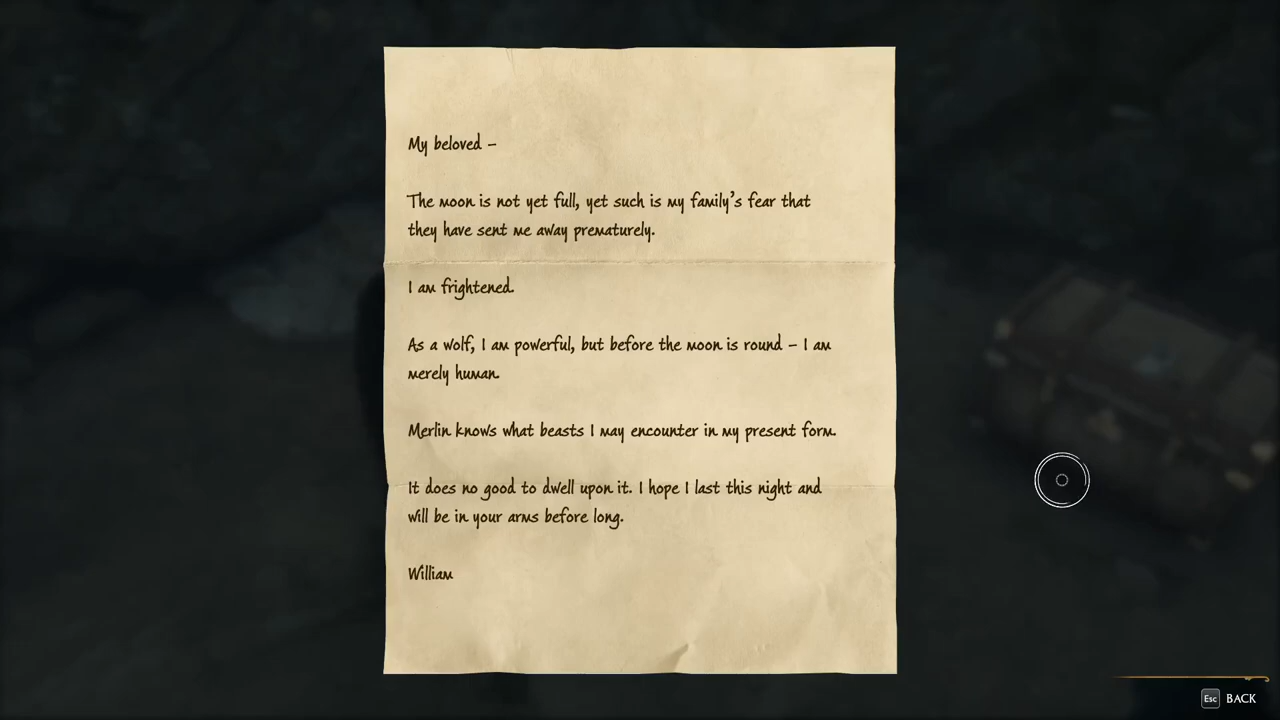 My beloved –
The moon is not yet full, yet such is my family's fear that
they have sent me away prematurely.
I am frightened.
As a wolf, I am powerful, but before the moon is round – I am
merely human.
Merlin knows what beasts I may encounter in my present form.
It does no good to dwell upon it. I hope I last this night and
will be in your arms before long.
William
Esc BACK